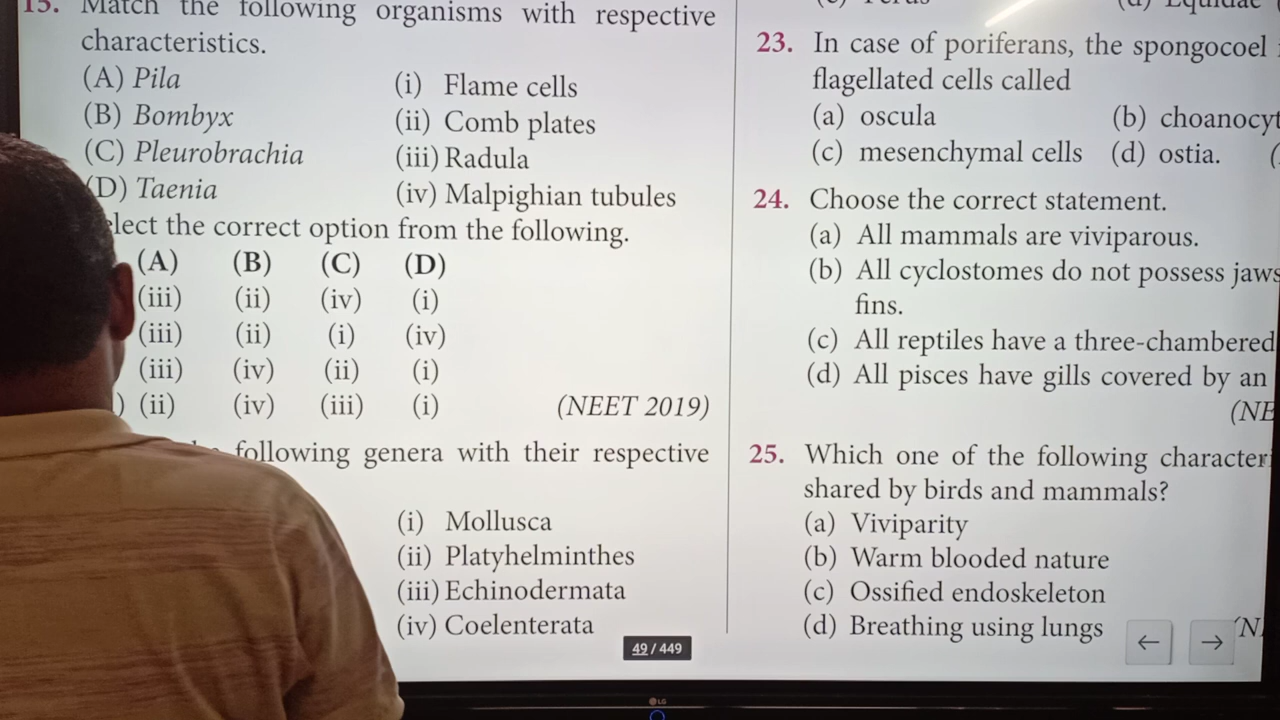 15. Match the following organisms with respective
characteristics.
(A) Pila (i) Flame cells
(B) Bombyx (ii) Comb plates
(C) Pleurobrachia (iii) Radula
(D) Taenia (iv) Malpighian tubules
elect the correct option from the following.
(A) (B) (C) (D)
(iii) (ii) (iv) (i)
(iii) (ii) (i) (iv)
(iii) (iv) (ii) (i)
) (ii) (iv) (iii) (i) (NEET 2019)
following genera with their respective
(i) Mollusca
(ii) Platyhelminthes
(iii) Echinodermata
(iv) Coelenterata
(d) Equidae
23. In case of poriferans, the spongocoel
flagellated cells called
(a) oscula (b) choanocyt
(c) mesenchymal cells (d) ostia.
24. Choose the correct statement.
(a) All mammals are viviparous.
(b) All cyclostomes do not possess jaws
fins.
(c) All reptiles have a three-chambered
(d) All pisces have gills covered by an
(NE
25. Which one of the following characteri
shared by birds and mammals?
(a) Viviparity
(b) Warm blooded nature
(c) Ossified endoskeleton
(d) Breathing using lungs
49 / 449
LG